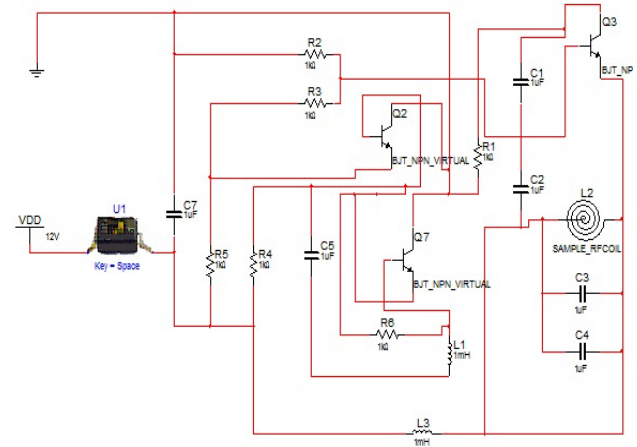 Q3
R2
1kΩ
C1
1uF
BJT_NP
R3
1kΩ
Q2
R1
1kΩ
BJT_NPN_VIRTUAL
C2
1uF
L2
U1
VDD
12V
C7
1uF
Key = Space
R5
1kΩ
R4
1kΩ
C5
1uF
Q7
SAMPLE_RFCOIL
BJT_NPN_VIRTUAL
C3
1uF
R6
1kΩ
L1
1mH
C4
1uF
L3
1mH